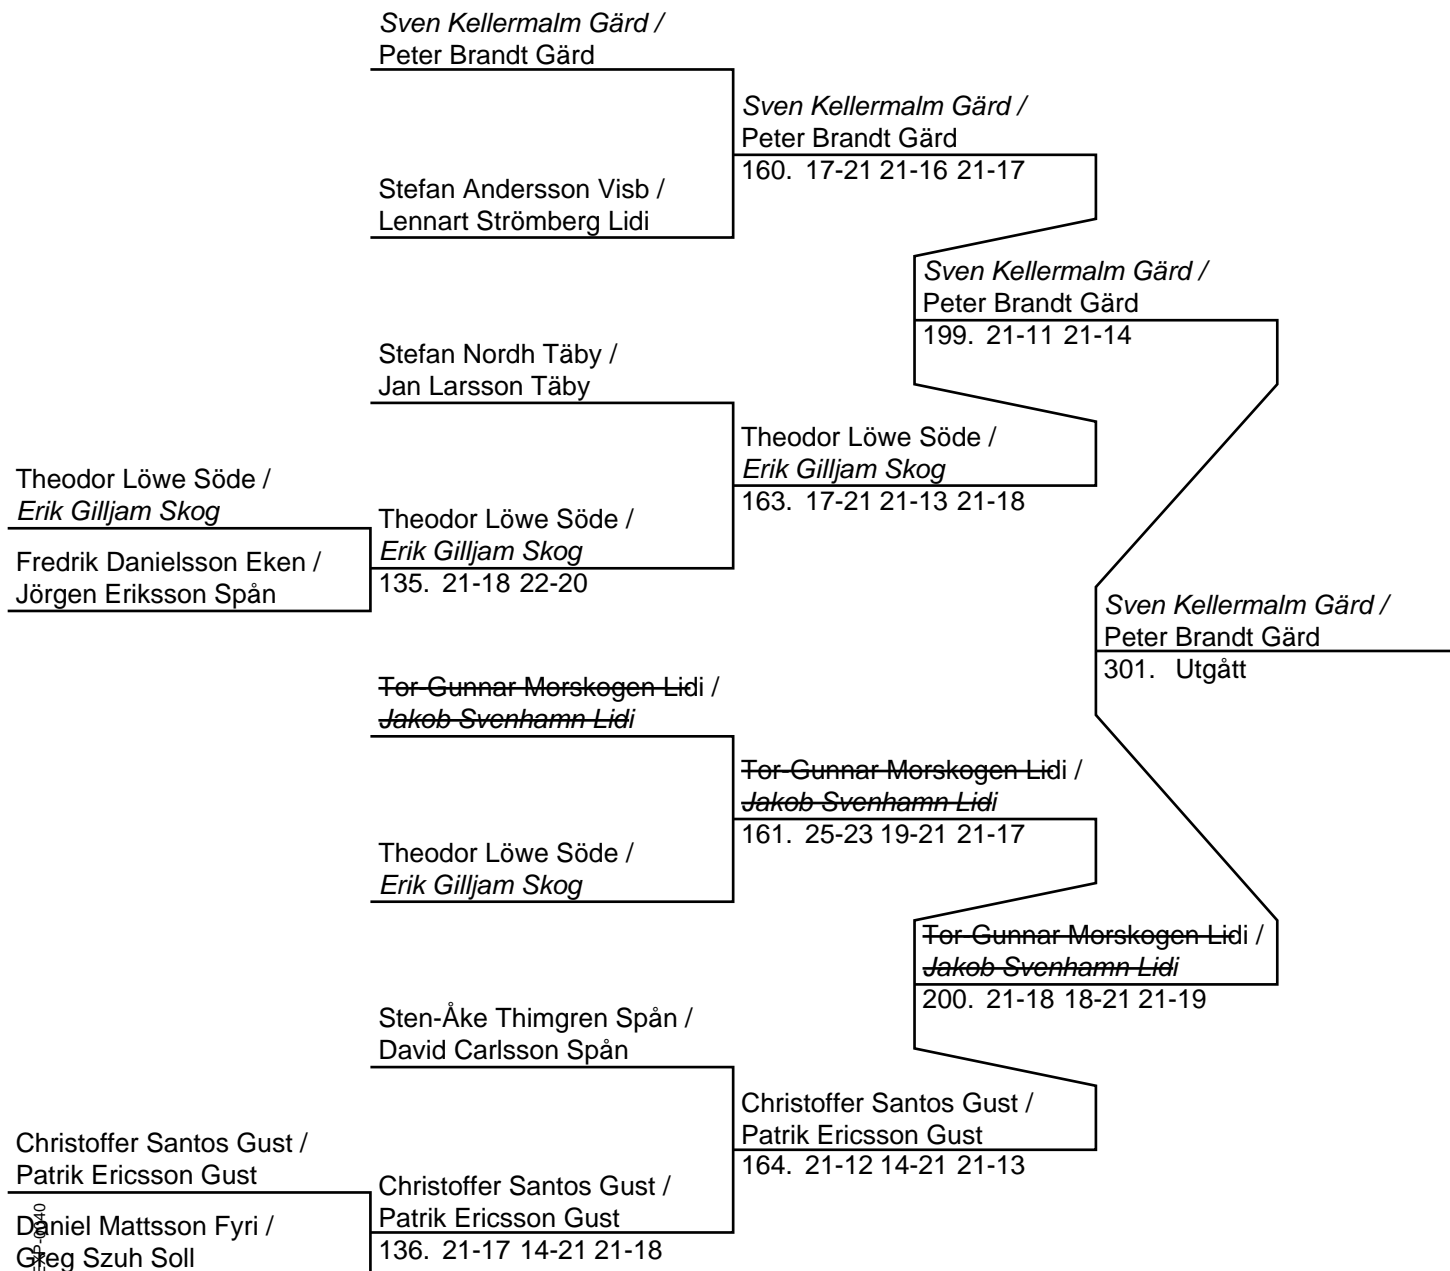 Sven Kellermalm Gärd /
Peter Brandt Gärd
Sven Kellermalm Gärd /
Peter Brandt Gärd
160. 17-21 21-16 21-17
Stefan Andersson Visb /
Lennart Strömberg Lidi
Sven Kellermalm Gärd /
Peter Brandt Gärd
199. 21-11 21-14
Stefan Nordh Täby /
Jan Larsson Täby
Theodor Löwe Söde /
Erik Gilljam Skog
163. 17-21 21-13 21-18
Theodor Löwe Söde /
Erik Gilljam Skog
Theodor Löwe Söde /
Erik Gilljam Skog
135. 21-18 22-20
Fredrik Danielsson Eken /
Jörgen Eriksson Spån
Sven Kellermalm Gärd /
Peter Brandt Gärd
301. Utgått
Tor-Gunnar Morskogen Lidi /
Jakob Svenhamn Lidi
Tor-Gunnar Morskogen Lidi /
Jakob Svenhamn Lidi
161. 25-23 19-21 21-17
Theodor Löwe Söde /
Erik Gilljam Skog
Tor-Gunnar Morskogen Lidi /
Jakob Svenhamn Lidi
200. 21-18 18-21 21-19
Sten-Åke Thimgren Spån /
David Carlsson Spån
Christoffer Santos Gust /
Patrik Ericsson Gust
164. 21-12 14-21 21-13
Christoffer Santos Gust /
Patrik Ericsson Gust
Christoffer Santos Gust /
Patrik Ericsson Gust
136. 21-17 14-21 21-18
Daniel Mattsson Fyri /
Greg Szuh Soll